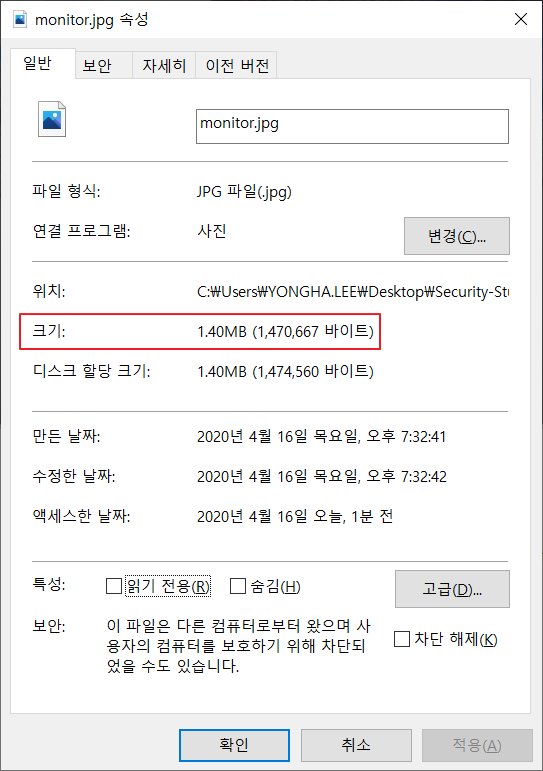 monitor.jpg 속성
일반 보안 자세히 이전 버전
monitor.jpg
파일 형식: JPG 파일(.jpg)
연결 프로그램: 사진 변경(C)...
위치: C:₩Users₩YONGHA.LEE₩Desktop₩Security-Stu
크기: 1.40MB (1,470,667 바이트)
디스크 할당 크기: 1.40MB (1,474,560 바이트)
만든 날짜: 2020년 4월 16일 목요일, 오후 7:32:41
수정한 날짜: 2020년 4월 16일 목요일, 오후 7:32:42
액세스한 날짜: 2020년 4월 16일 오늘, 1분 전
특성: 읽기 전용(R) 숨김(H) 고급(D)...
보안: 이 파일은 다른 컴퓨터로부터 왔으며 사
용자의 컴퓨터를 보호하기 위해 차단되
었을 수도 있습니다.
차단 해제(K)
확인 취소 적용(A)